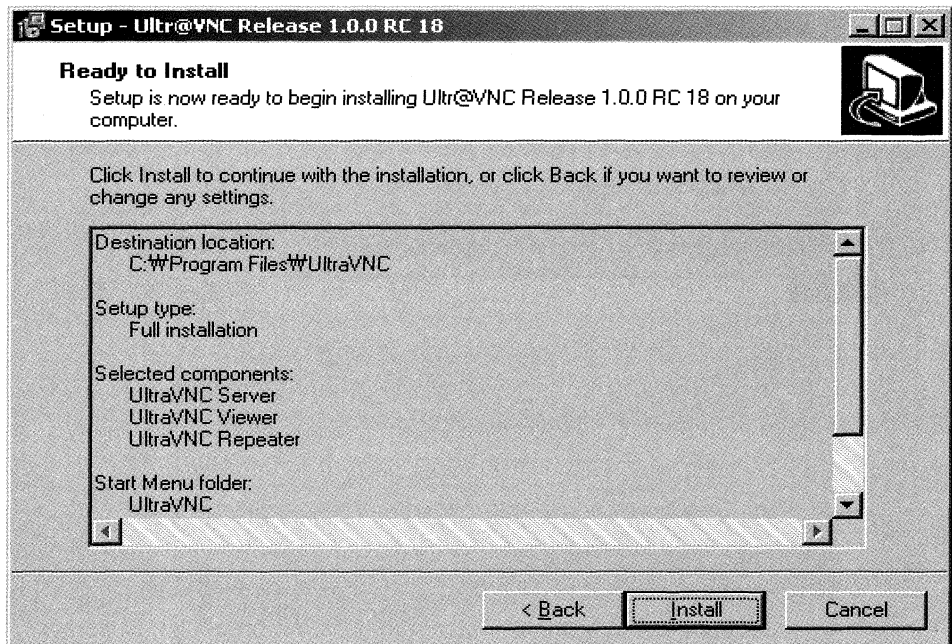 Setup - Ultr@VNC Release 1.0.0 RC 18
Ready to Install
Setup is now ready to begin installing Ultr@VNC Release 1.0.0 RC 18 on your
computer.
Click Install to continue with the installation, or click Back if you want to review or
change any settings.
Destination location:
C:₩Program Files₩UltraVNC
Setup type:
Full installation
Selected components:
UltraVNC Server
UltraVNC Viewer
UltraVNC Repeater
Start Menu folder:
UltraVNC
< Back
Install
Cancel